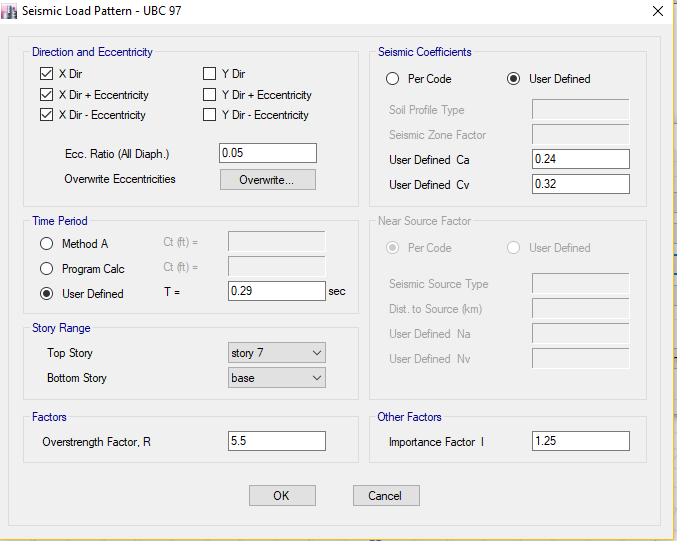 Seismic Load Pattern - UBC 97
Direction and Eccentricity
X Dir
Y Dir
X Dir + Eccentricity
Y Dir + Eccentricity
X Dir - Eccentricity
Y Dir - Eccentricity
Ecc. Ratio (All Diaph.)
0.05
Overwrite Eccentricities
Overwrite...
Time Period
Method A
Ct (ft) =
Program Calc
Ct (ft) =
User Defined
T =
0.29
sec
Story Range
Top Story
story 7
Bottom Story
base
Factors
Overstrength Factor, R
5.5
Seismic Coefficients
Per Code
User Defined
Soil Profile Type
Seismic Zone Factor
User Defined Ca
0.24
User Defined Cv
0.32
Near Source Factor
Per Code
User Defined
Seismic Source Type
Dist. to Source (km)
User Defined Na
User Defined Nv
Other Factors
Importance Factor I
1.25
OK
Cancel